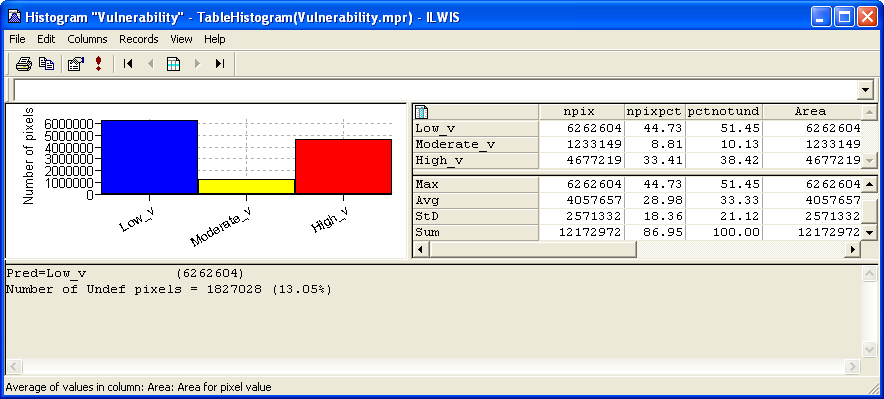 Histogram "Vulnerability" - TableHistogram(Vulnerability.mpr) - ILWIS
File Edit Columns Records View Help
Number of pixels
6000000
5000000
4000000
3000000
2000000
1000000
0
Low_v
Moderate_v
High_v
npix npixpct pctnotund Area
Low_v 6262604 44.73 51.45 6262604
Moderate_v 1233149 8.81 10.13 1233149
High_v 4677219 33.41 38.42 4677219
Max 6262604 44.73 51.45 6262604
Avg 4057657 28.98 33.33 4057657
StD 2571332 18.36 21.12 2571332
Sum 12172972 86.95 100.00 12172972
Pred=Low_v (6262604)
Number of Undef pixels = 1827028 (13.05%)
Average of values in column: Area: Area for pixel value